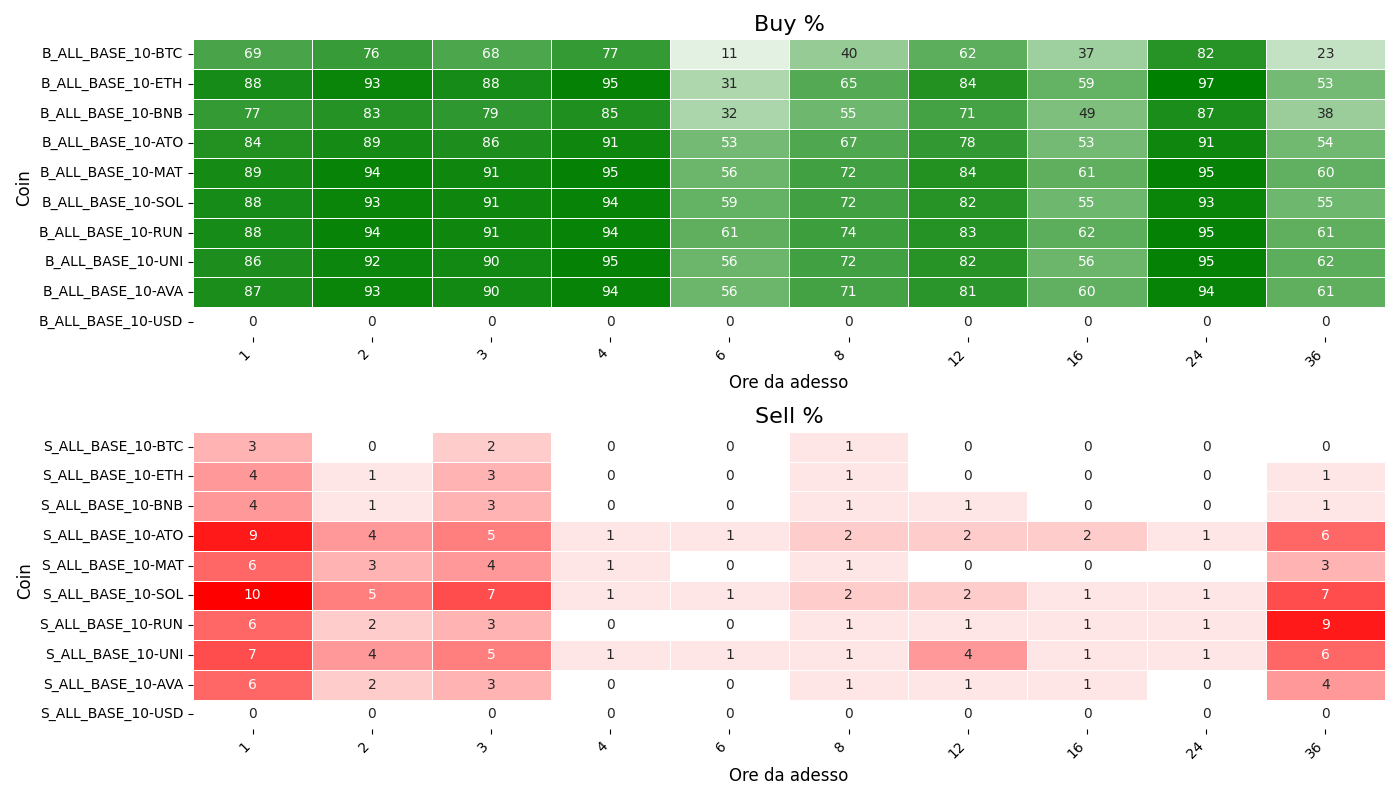 Buy %
Coin
B_ALL_BASE_10-BTC 69 76 68 77 11 40 62 37 82 23
B_ALL_BASE_10-ETH 88 93 88 95 31 65 84 59 97 53
B_ALL_BASE_10-BNB 77 83 79 85 32 55 71 49 87 38
B_ALL_BASE_10-ATO 84 89 86 91 53 67 78 53 91 54
B_ALL_BASE_10-MAT 89 94 91 95 56 72 84 61 95 60
B_ALL_BASE_10-SOL 88 93 91 94 59 72 82 55 93 55
B_ALL_BASE_10-RUN 88 94 91 94 61 74 83 62 95 61
B_ALL_BASE_10-UNI 86 92 90 95 56 72 82 56 95 62
B_ALL_BASE_10-AVA 87 93 90 94 56 71 81 60 94 61
B_ALL_BASE_10-USD 0 0 0 0 0 0 0 0 0 0
1 2 3 4 6 8 12 16 24 36
Ore da adesso
Sell %
Coin
S_ALL_BASE_10-BTC 3 0 2 0 0 1 0 0 0 0
S_ALL_BASE_10-ETH 4 1 3 0 0 1 0 0 0 1
S_ALL_BASE_10-BNB 4 1 3 0 0 1 1 0 0 1
S_ALL_BASE_10-ATO 9 4 5 1 1 2 2 2 1 6
S_ALL_BASE_10-MAT 6 3 4 1 0 1 0 0 0 3
S_ALL_BASE_10-SOL 10 5 7 1 1 2 2 1 1 7
S_ALL_BASE_10-RUN 6 2 3 0 0 1 1 1 1 9
S_ALL_BASE_10-UNI 7 4 5 1 1 1 4 1 1 6
S_ALL_BASE_10-AVA 6 2 3 0 0 1 1 1 0 4
S_ALL_BASE_10-USD 0 0 0 0 0 0 0 0 0 0
1 2 3 4 6 8 12 16 24 36
Ore da adesso